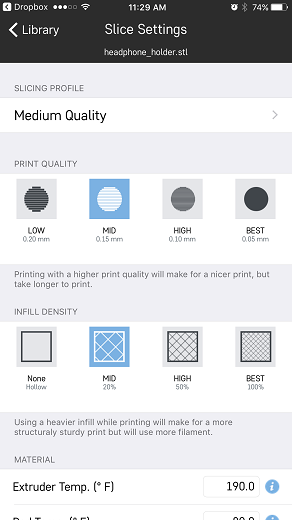 Dropbox 11:29 AM 74%
Library Slice Settings
headphone_holder.stl
SLICING PROFILE
Medium Quality
PRINT QUALITY
LOW MID HIGH BEST
0.20 mm 0.15 mm 0.10 mm 0.05 mm
Printing with a higher print quality will make for a nicer print, but
take longer to print.
INFILL DENSITY
None MID HIGH BEST
Hollow 20% 50% 100%
Using a heavier infill while printing will make for a more
structuraly sturdy print but will use more filament.
MATERIAL
Extruder Temp. (° F) 190.0